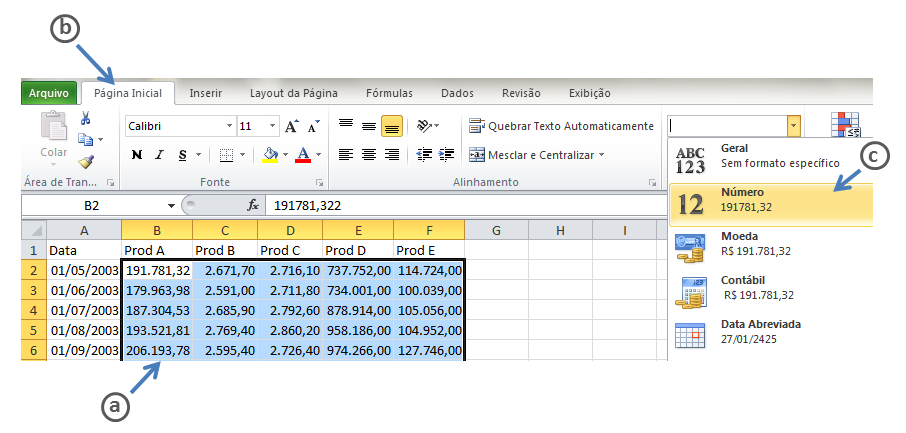 b
Arquivo Página Inicial Inserir Layout da Página Fórmulas Dados Revisão Exibição
Calibri 11 A A Quebrar Texto Automaticamente
Colar N I S A Mesclar e Centralizar
Área de Tran... Fonte Alinhamento
ABC 123
Geral
Sem formato específico
c
12
Número
191781,32
Moeda
R$ 191.781,32
Contábil
R$ 191.781,32
Data Abreviada
27/01/2425
B2 fx 191781,322
A B C D E F G H I
1 Data Prod A Prod B Prod C Prod D Prod E
2 01/05/2003 191.781,32 2.671,70 2.716,10 737.752,00 114.724,00
3 01/06/2003 179.963,98 2.591,00 2.711,80 734.001,00 100.039,00
4 01/07/2003 187.304,53 2.685,90 2.792,60 878.914,00 105.056,00
5 01/08/2003 193.521,81 2.769,40 2.860,20 958.186,00 104.952,00
6 01/09/2003 206.193,78 2.595,40 2.726,40 974.266,00 127.746,00
a